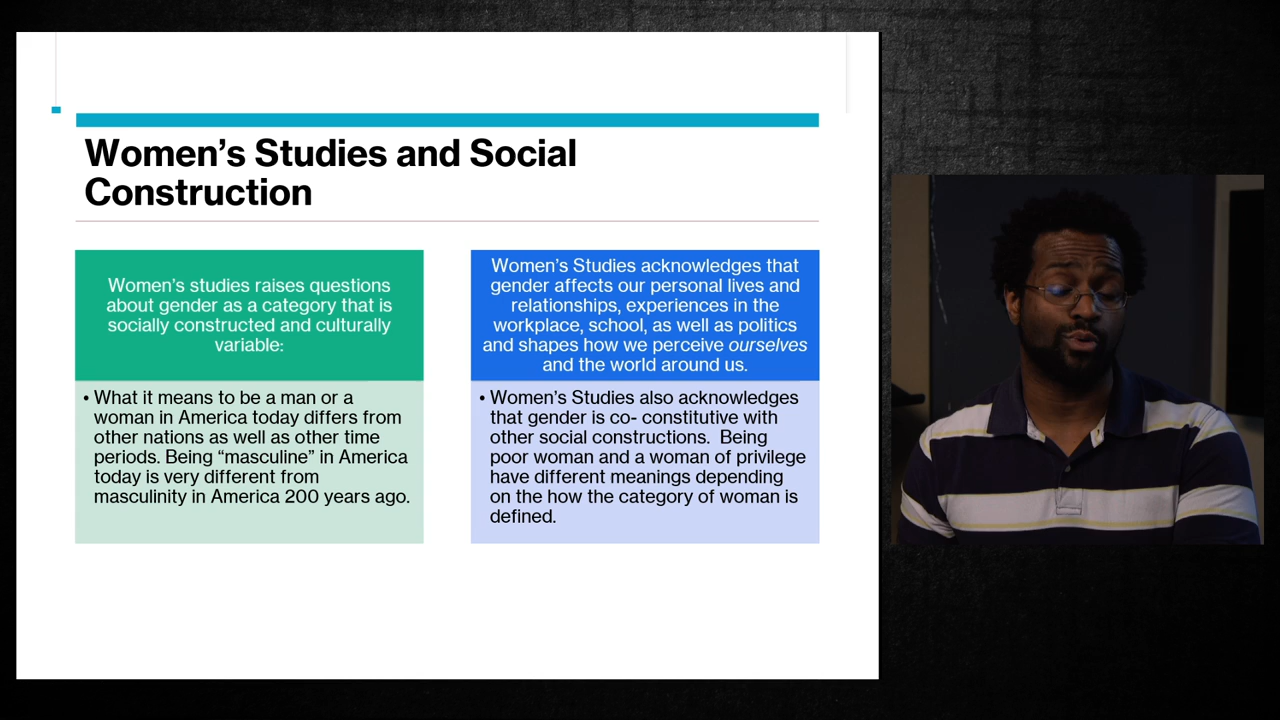 Women’s Studies and Social
Construction
Women’s studies raises questions
about gender as a category that is
socially constructed and culturally
variable:
• What it means to be a man or a
woman in America today differs from
other nations as well as other time
periods. Being “masculine” in America
today is very different from
masculinity in America 200 years ago.
Women’s Studies acknowledges that
gender affects our personal lives and
relationships, experiences in the
workplace, school, as well as politics
and shapes how we perceive ourselves
and the world around us.
• Women’s Studies also acknowledges
that gender is co- constitutive with
other social constructions.  Being
poor woman and a woman of privilege
have different meanings depending
on the how the category of woman is
defined.